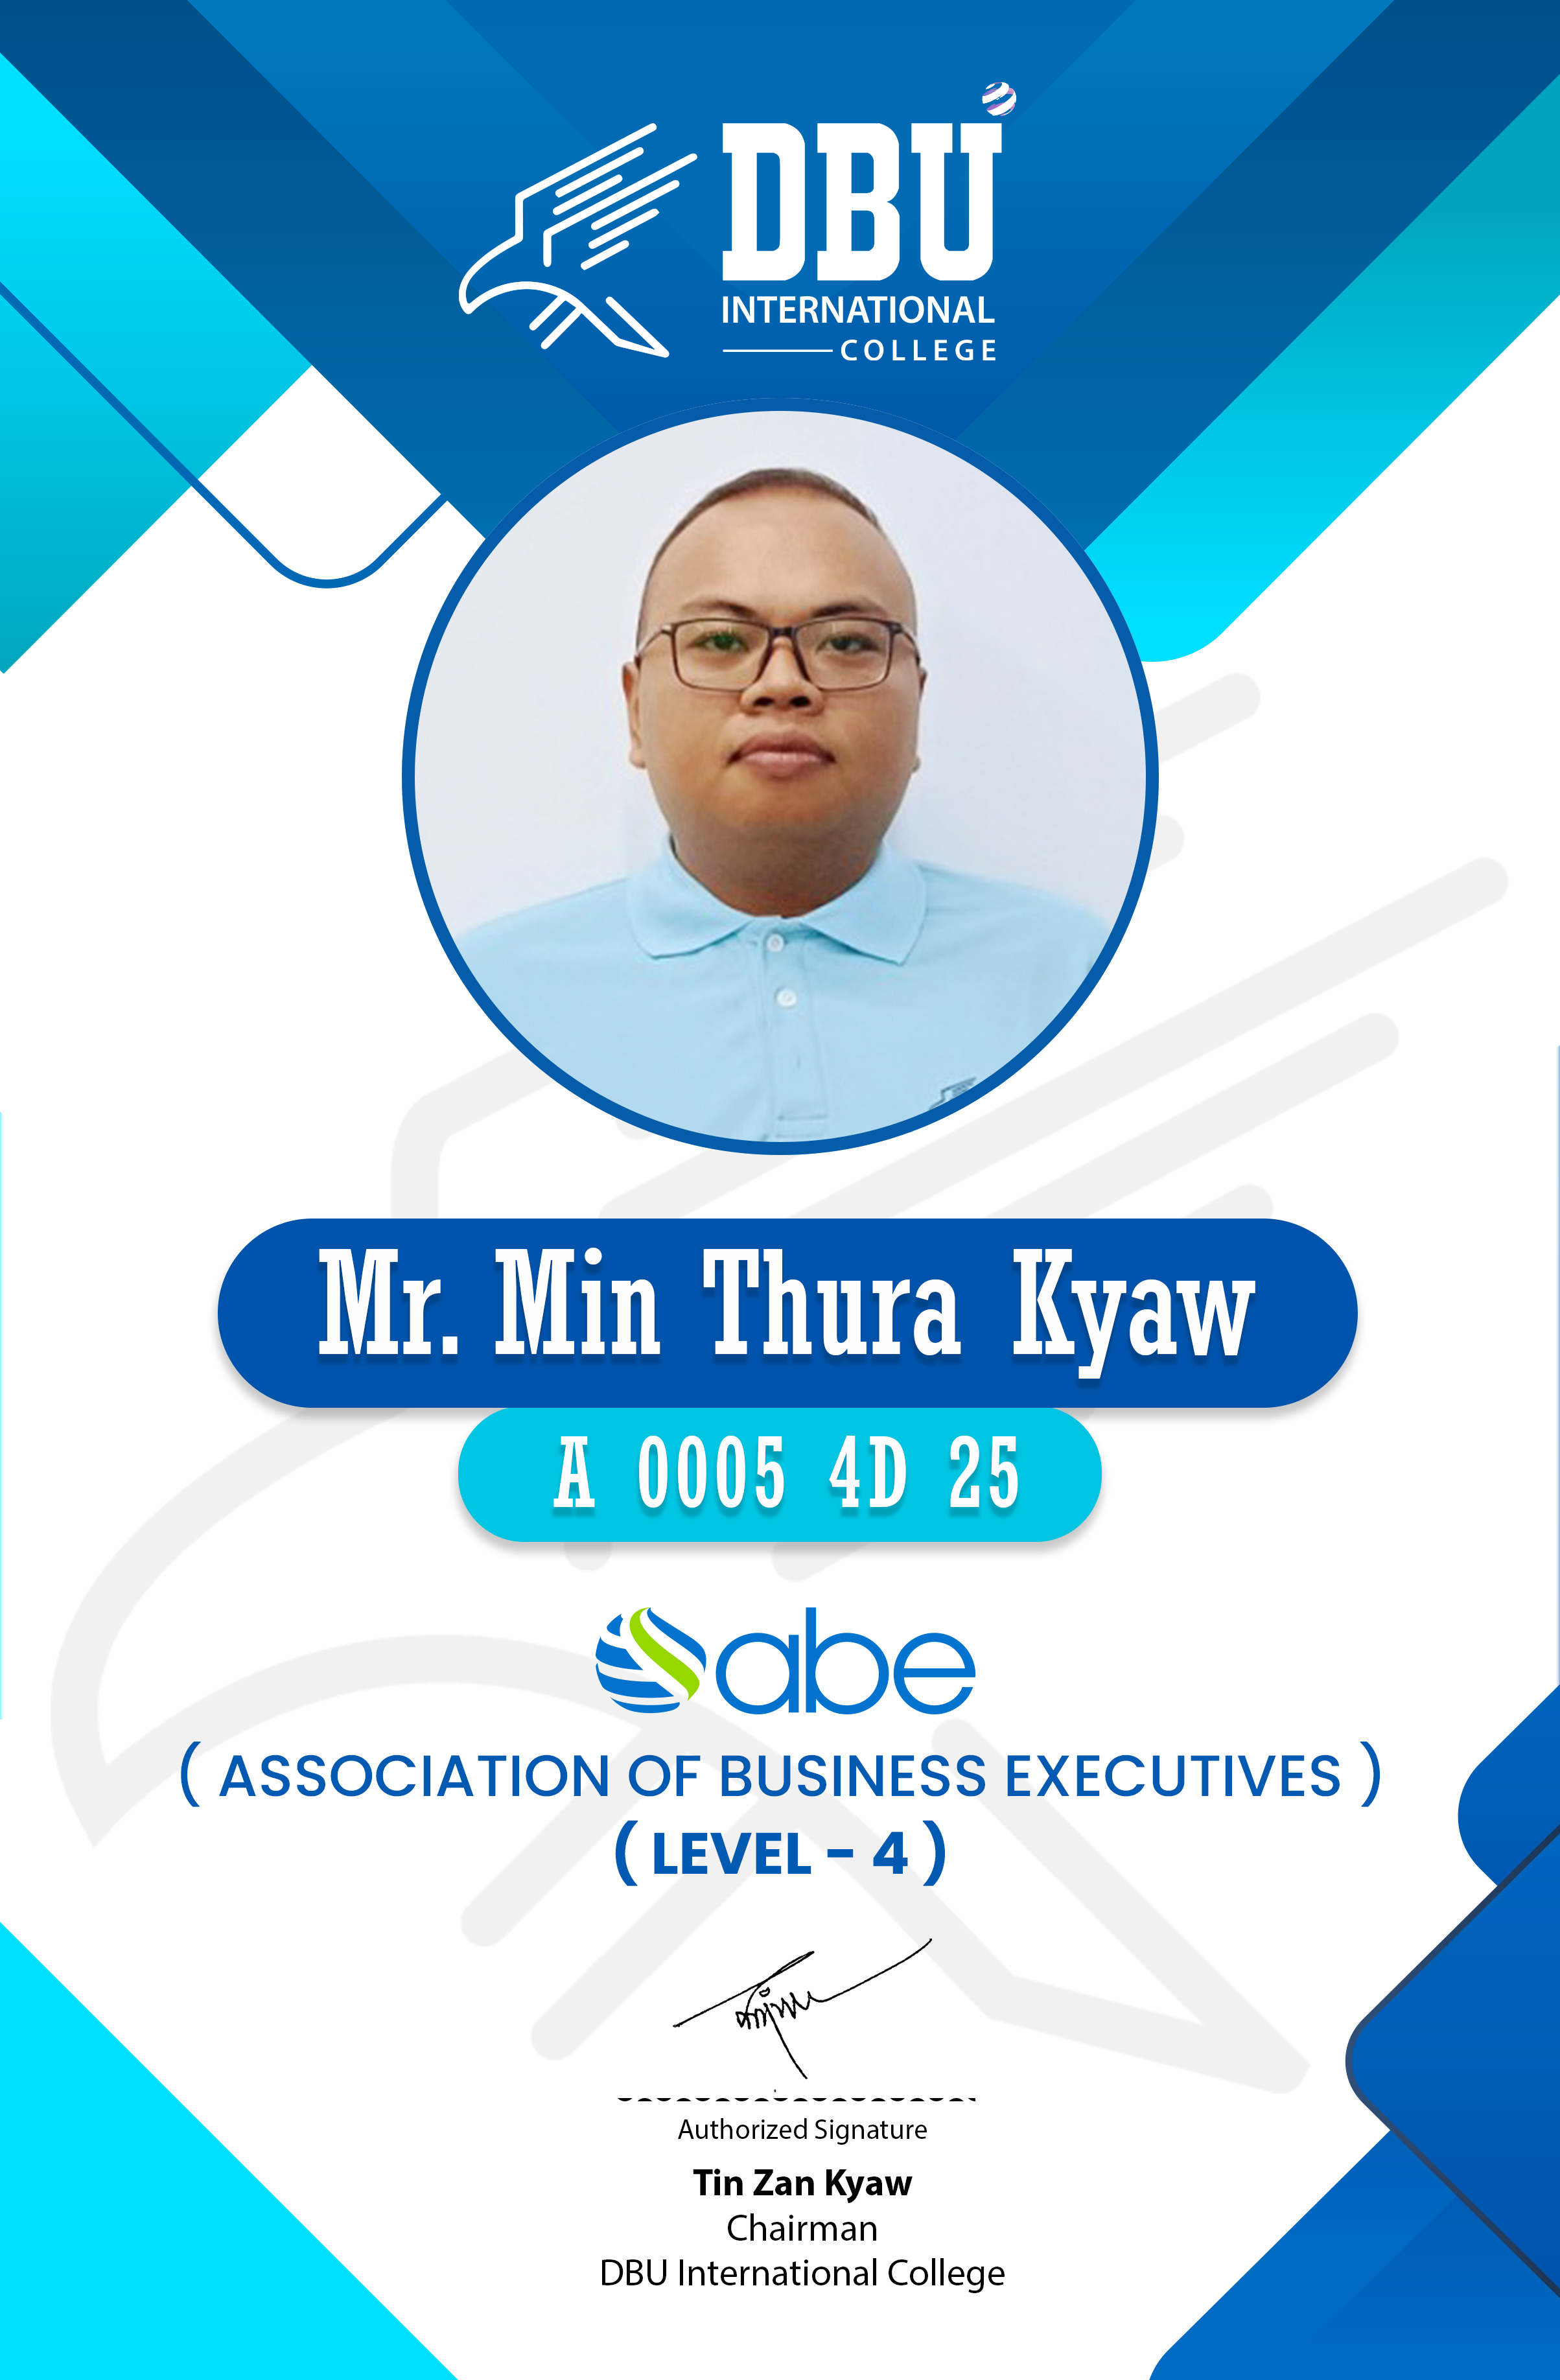 DBU
INTERNATIONAL
COLLEGE
Mr. Min Thura Kyaw
A 0005 4D 25
abe
( ASSOCIATION OF BUSINESS EXECUTIVES )
( LEVEL - 4 )
Authorized Signature
Tin Zan Kyaw
Chairman
DBU International College